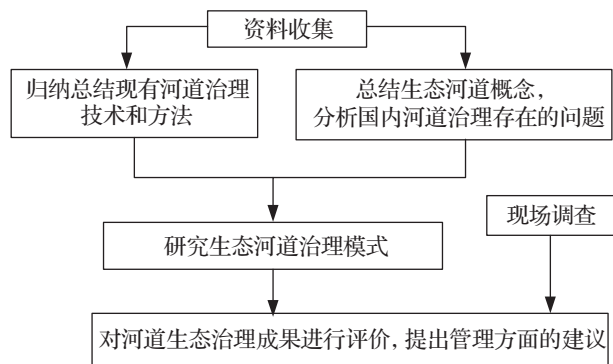 资料收集
归纳总结现有河道治理
技术和方法
总结生态河道概念，
分析国内河道治理存在的问题
现场调查
研究生态河道治理模式
对河道生态治理成果进行评价，提出管理方面的建议